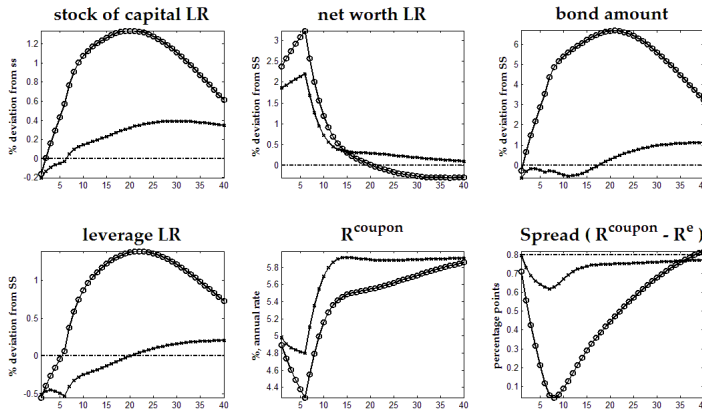 stock of capital LR
net worth LR
bond amount
% deviation from ss
1.2
1
0.8
0.6
0.4
0.2
0
-0.2
5 10 15 20 25 30 35 40
% deviation from SS
3
2.5
2
1.5
1
0.5
0
5 10 15 20 25 30 35 40
% deviation from SS
6
5
4
3
2
1
0
5 10 15 20 25 30 35 40
leverage LR
R^coupon
Spread ( R^coupon - R^e )
% deviation from SS
1
0.5
0
-0.5
5 10 15 20 25 30 35 40
%, annual rate
5.8
5.6
5.4
5.2
5
4.8
4.6
4.4
5 10 15 20 25 30 35 40
percentage points
0.8
0.7
0.6
0.5
0.4
0.3
0.2
0.1
5 10 15 20 25 30 35 40